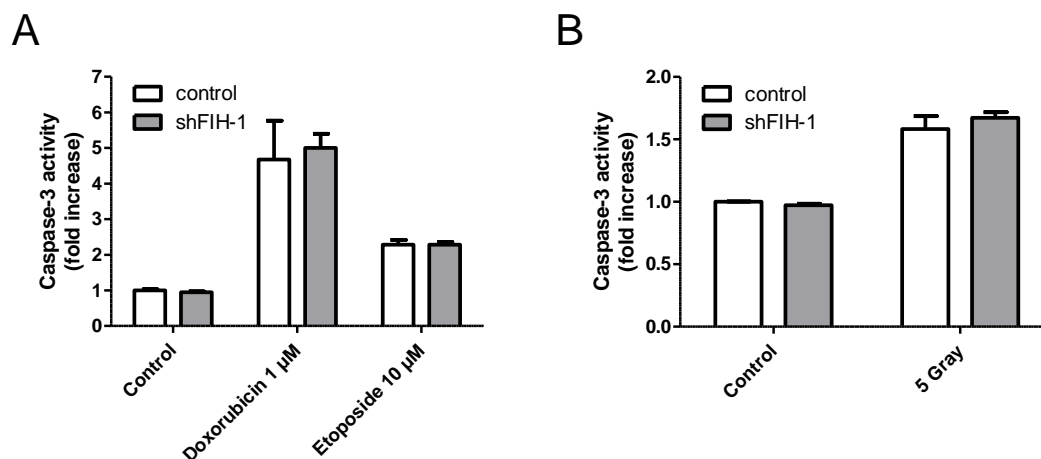 A
Caspase-3 activity
(fold increase)
7
6
5
4
3
2
1
0
control
shFIH-1
Control
Doxorubicin 1 µM
Etoposide 10 µM
B
Caspase-3 activity
(fold increase)
2.0
1.5
1.0
0.5
0.0
control
shFIH-1
Control
5 Gray